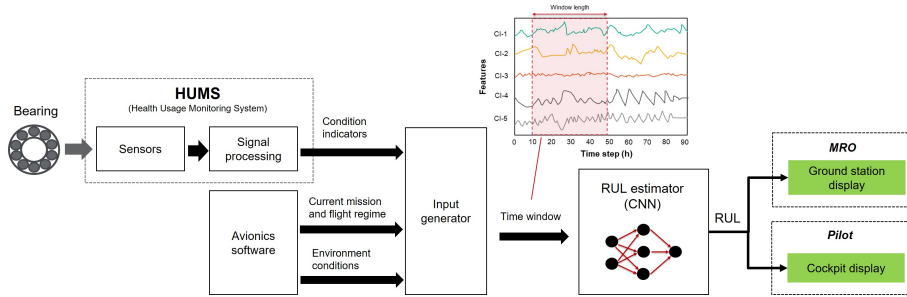 Window length
CI-1
CI-2
CI-3
CI-4
CI-5
Features
0 10 20 30 40 50 60 70 80 90
Time step (h)
HUMS
(Health Usage Monitoring System)
Bearing
Sensors
Signal
processing
Condition
indicators
Avionics
software
Current mission
and flight regime
Environment
conditions
Input
generator
Time window
RUL estimator
(CNN)
RUL
MRO
Ground station
display
Pilot
Cockpit display